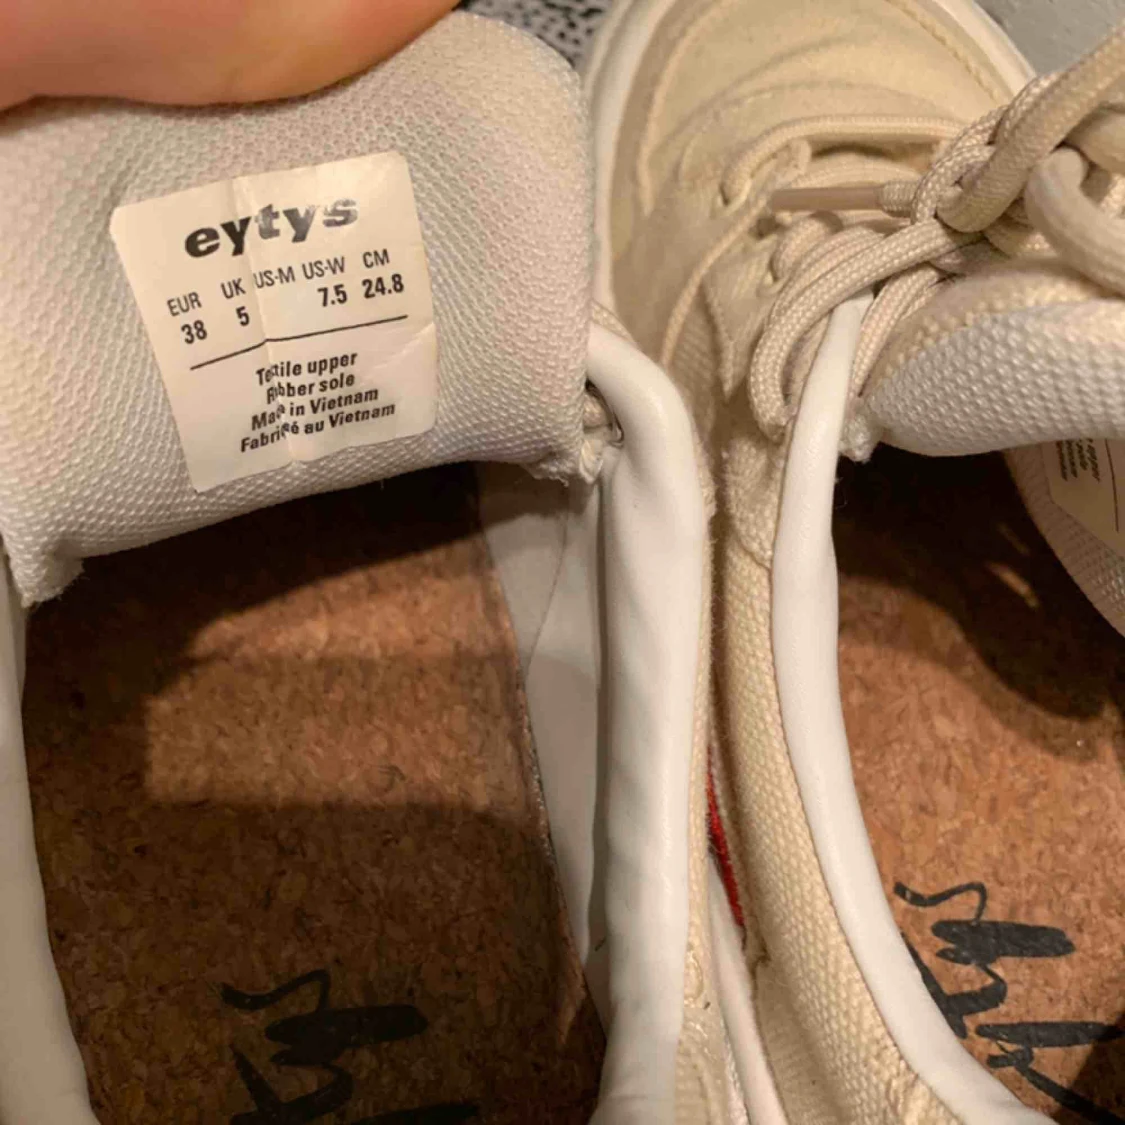 eytys
EUR UK US-M US-W CM
38 5 7.5 24.8
Textile upper
Rubber sole
Made in Vietnam
Fabriqué au Vietnam